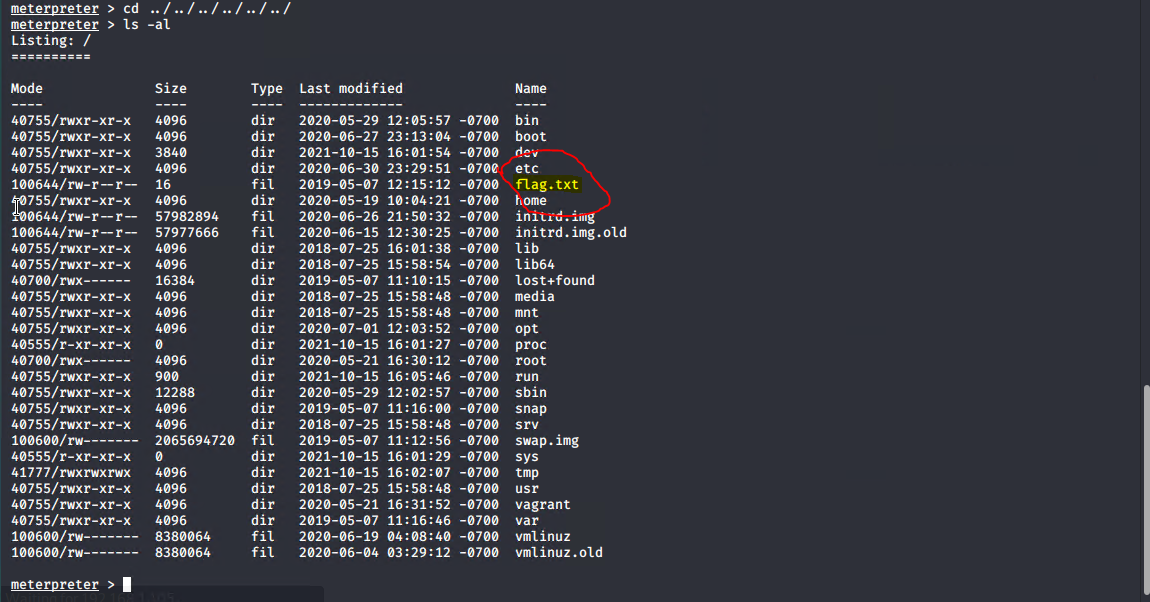 meterpreter > cd ../../../../../../
meterpreter > ls -al
Listing: /
==========
Mode Size Type Last modified Name
---- ---- ---- ------------- ----
40755/rwxr-xr-x 4096 dir 2020-05-29 12:05:57 -0700 bin
40755/rwxr-xr-x 4096 dir 2020-06-27 23:13:04 -0700 boot
40755/rwxr-xr-x 3840 dir 2021-10-15 16:01:54 -0700 dev
40755/rwxr-xr-x 4096 dir 2020-06-30 23:29:51 -0700 etc
100644/rw-r--r-- 16 fil 2019-05-07 12:15:12 -0700 flag.txt
40755/rwxr-xr-x 4096 dir 2020-05-19 10:04:21 -0700 home
100644/rw-r--r-- 57982894 fil 2020-06-26 21:50:32 -0700 initrd.img
100644/rw-r--r-- 57977666 fil 2020-06-15 12:30:25 -0700 initrd.img.old
40755/rwxr-xr-x 4096 dir 2018-07-25 16:01:38 -0700 lib
40755/rwxr-xr-x 4096 dir 2018-07-25 15:58:54 -0700 lib64
40700/rwx------ 16384 dir 2019-05-07 11:10:15 -0700 lost+found
40755/rwxr-xr-x 4096 dir 2018-07-25 15:58:48 -0700 media
40755/rwxr-xr-x 4096 dir 2018-07-25 15:58:48 -0700 mnt
40755/rwxr-xr-x 4096 dir 2020-07-01 12:03:52 -0700 opt
40555/r-xr-xr-x 0 dir 2021-10-15 16:01:27 -0700 proc
40700/rwx------ 4096 dir 2020-05-21 16:30:12 -0700 root
40755/rwxr-xr-x 900 dir 2021-10-15 16:05:46 -0700 run
40755/rwxr-xr-x 12288 dir 2020-05-29 12:02:57 -0700 sbin
40755/rwxr-xr-x 4096 dir 2019-05-07 11:16:00 -0700 snap
40755/rwxr-xr-x 4096 dir 2018-07-25 15:58:48 -0700 srv
100600/rw------- 2065694720 fil 2019-05-07 11:12:56 -0700 swap.img
40555/r-xr-xr-x 0 dir 2021-10-15 16:01:29 -0700 sys
41777/rwxrwxrwx 4096 dir 2021-10-15 16:02:07 -0700 tmp
40755/rwxr-xr-x 4096 dir 2018-07-25 15:58:48 -0700 usr
40755/rwxr-xr-x 4096 dir 2020-05-21 16:31:52 -0700 vagrant
40755/rwxr-xr-x 4096 dir 2019-05-07 11:16:46 -0700 var
100600/rw------- 8380064 fil 2020-06-19 04:08:40 -0700 vmlinuz
100600/rw------- 8380064 fil 2020-06-04 03:29:12 -0700 vmlinuz.old
meterpreter >